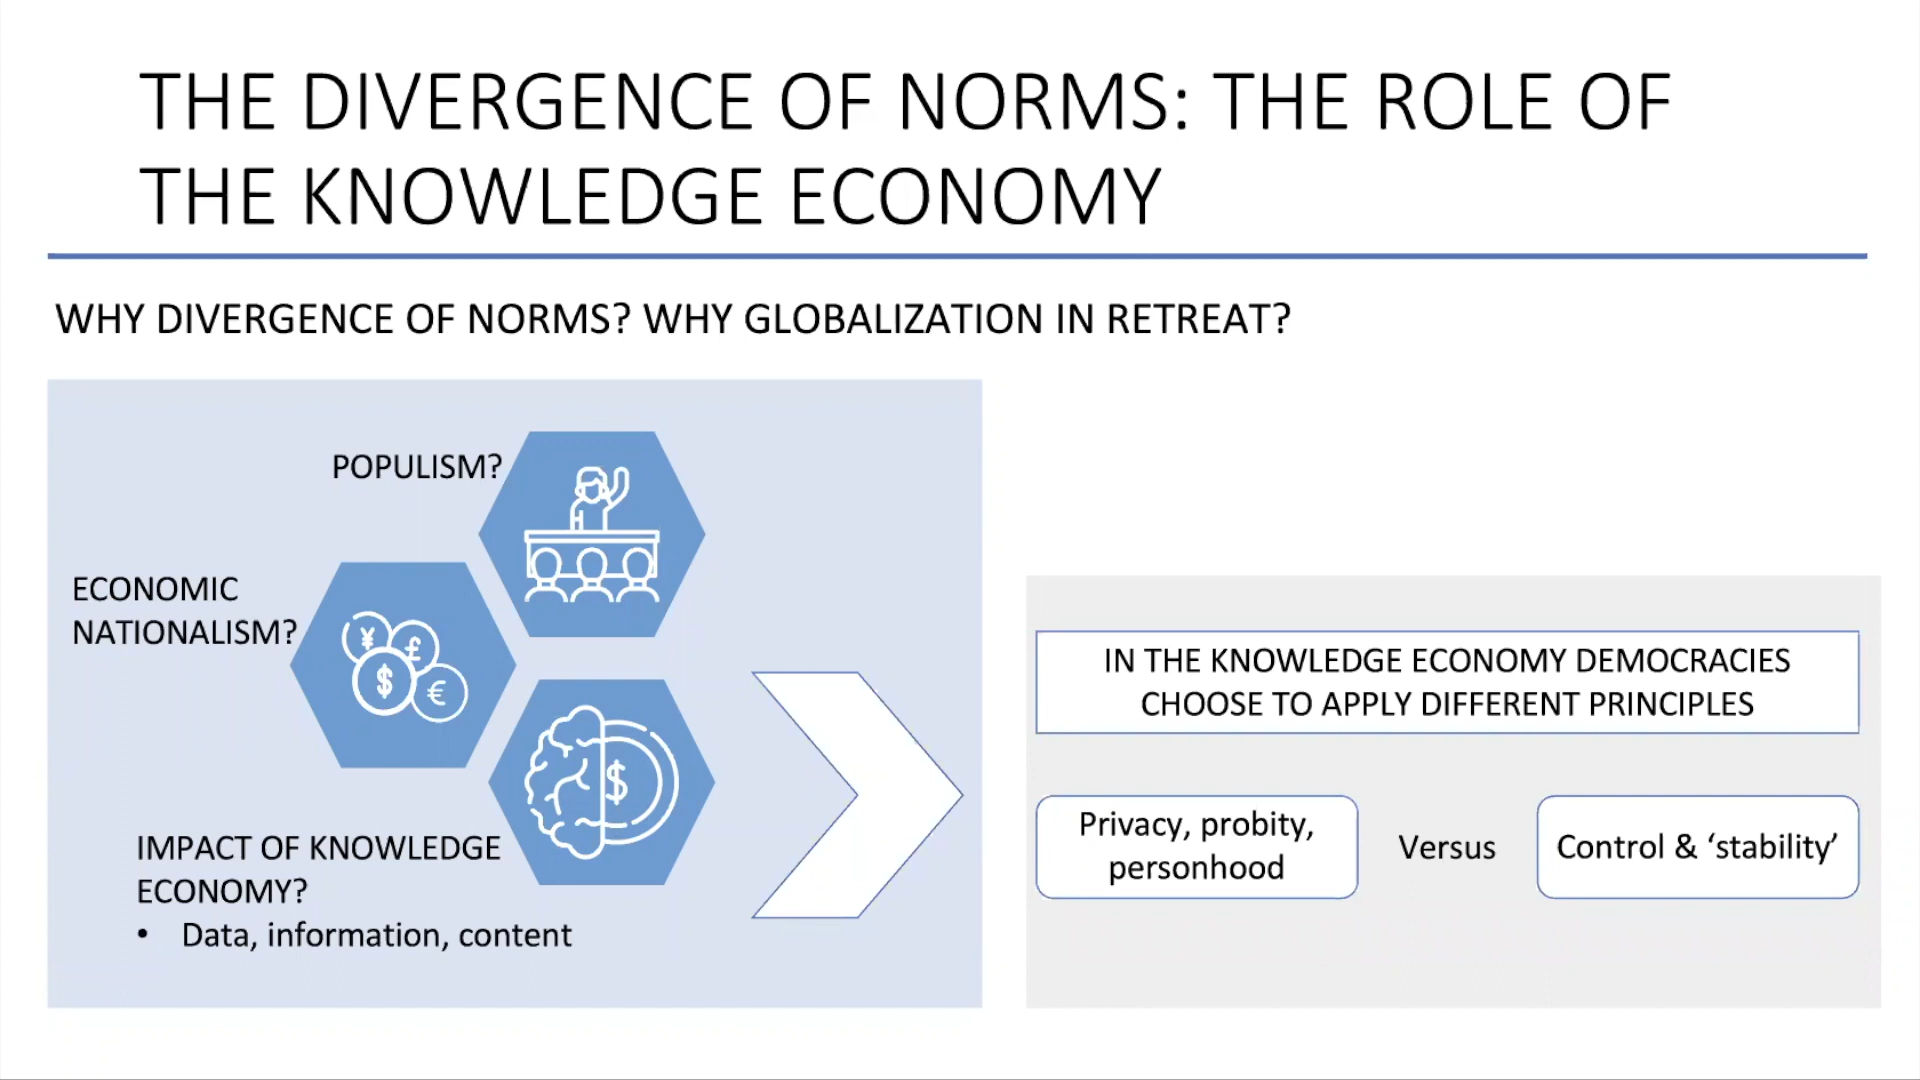 THE DIVERGENCE OF NORMS: THE ROLE OF
THE KNOWLEDGE ECONOMY
WHY DIVERGENCE OF NORMS? WHY GLOBALIZATION IN RETREAT?
POPULISM?
ECONOMIC
NATIONALISM?
¥ £
$ €
$
IMPACT OF KNOWLEDGE
ECONOMY?
• Data, information, content
IN THE KNOWLEDGE ECONOMY DEMOCRACIES
CHOOSE TO APPLY DIFFERENT PRINCIPLES
Privacy, probity,
personhood
Versus
Control & ‘stability’